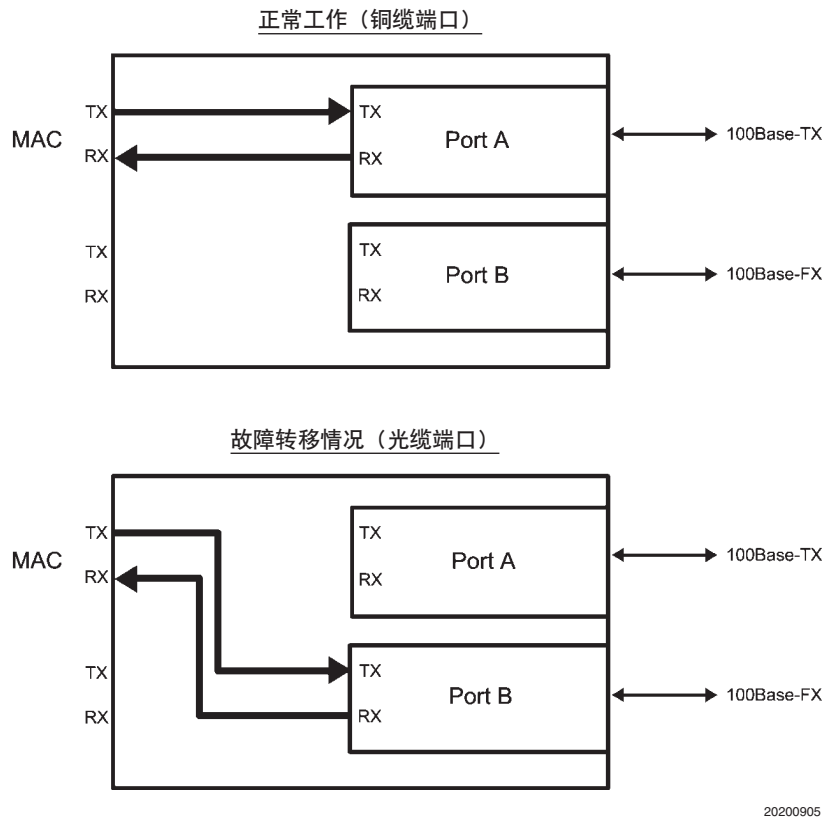 正常工作（铜缆端口）
TX
TX
MAC
Port A
100Base-TX
RX
RX
TX
TX
Port B
100Base-FX
RX
RX
故障转移情况（光缆端口）
TX
TX
MAC
Port A
100Base-TX
RX
RX
TX
TX
Port B
100Base-FX
RX
RX
20200905